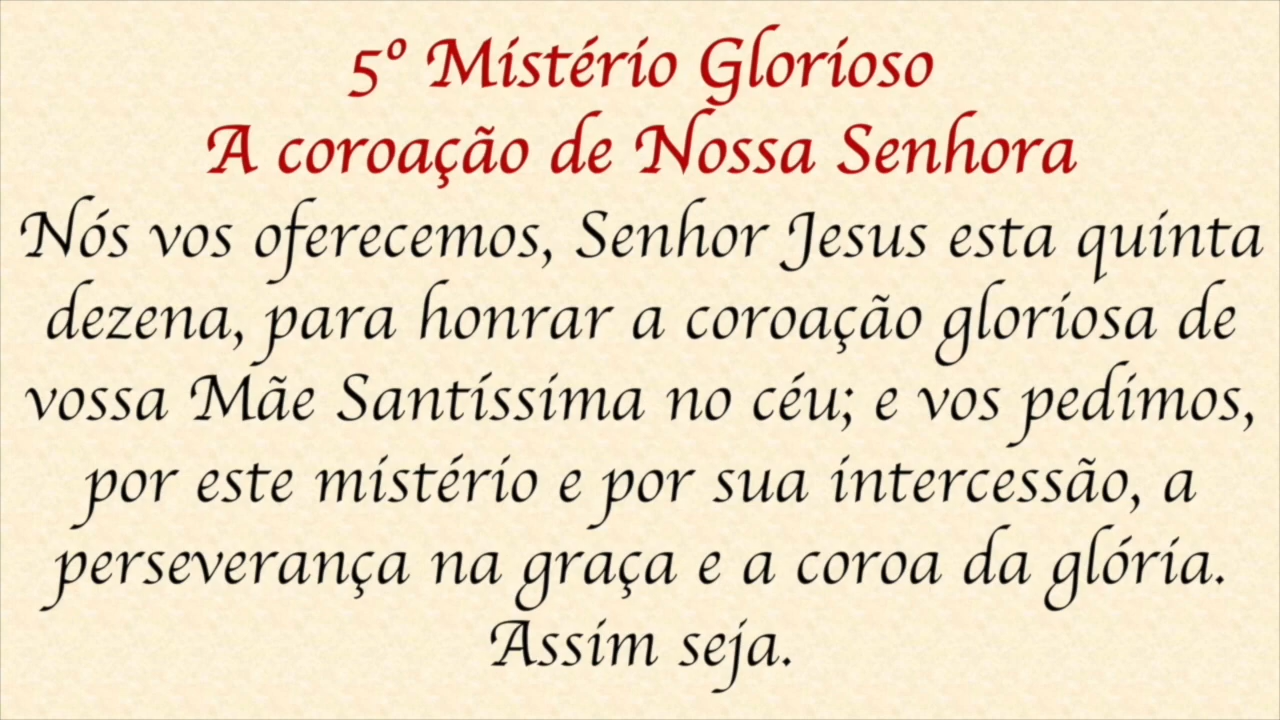 5º Mistério Glorioso
A coroação de Nossa Senhora
Nós vos oferecemos, Senhor Jesus esta quinta
dezena, para honrar a coroação gloriosa de
vossa Mãe Santíssima no céu; e vos pedimos,
por este mistério e por sua intercessão, a
perseverança na graça e a coroa da glória.
Assim seja.